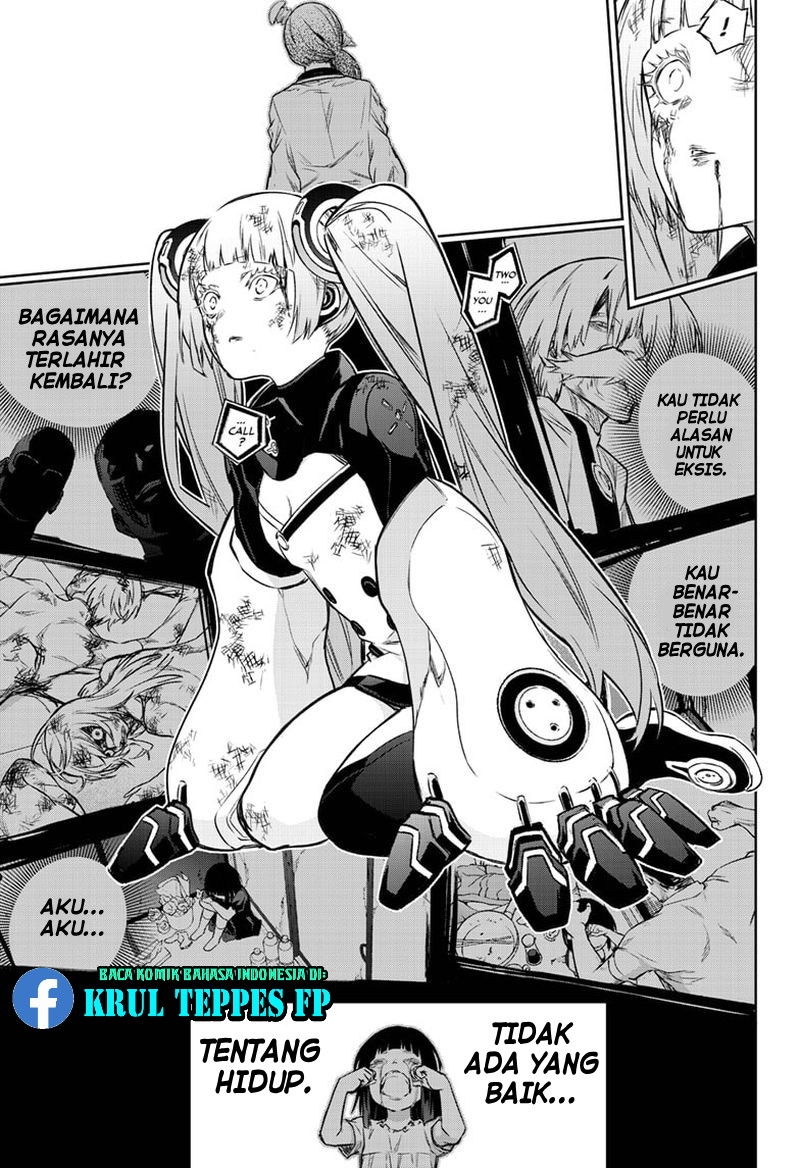 !
TWO
...
YOU
...
...
CALL
?
KAU TIDAK
PERLU
ALASAN
UNTUK
EKSIS.
BAGAIMANA
RASANYA
TERLAHIR
KEMBALI?
KAU
BENAR-
BENAR
TIDAK
BERGUNA.
AKU...
AKU...
BACA KOMIK BAHASA INDONESIA DI:
KRUL TEPPES FP
TIDAK
ADA YANG
BAIK...
TENTANG
HIDUP.